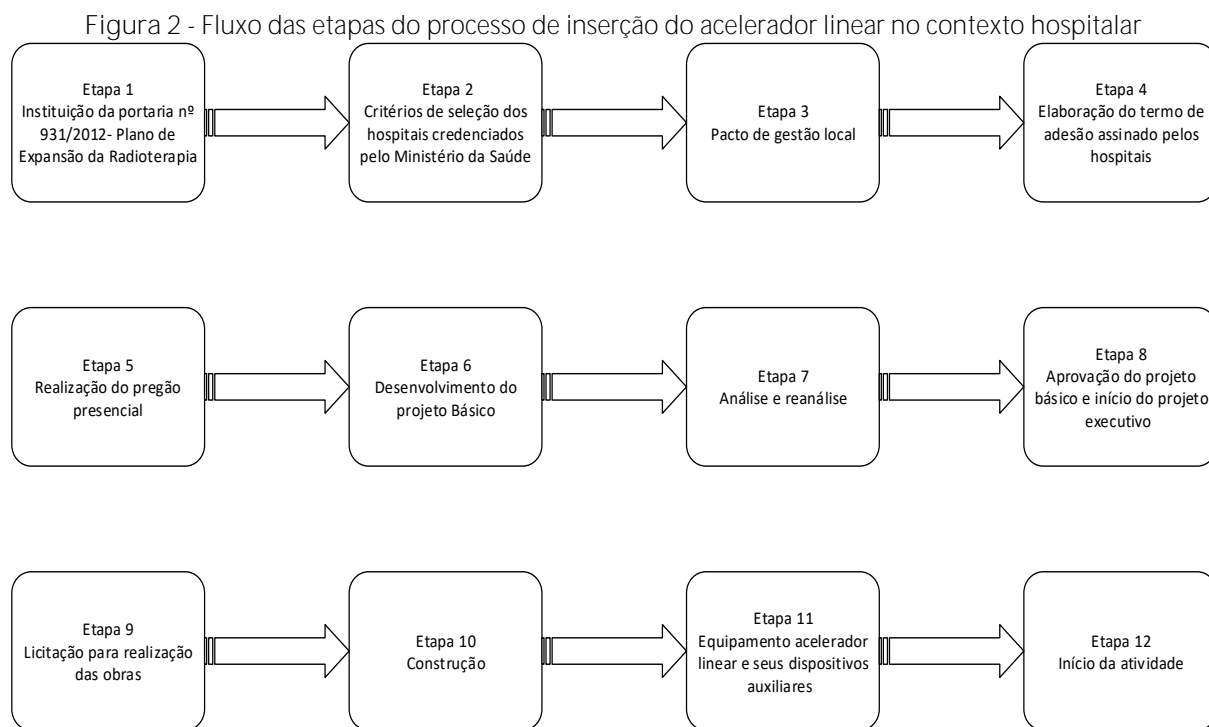 Figura 2 - Fluxo das etapas do processo de inserção do acelerador linear no contexto hospitalar
Etapa 1
Instituição da portaria nº
931/2012- Plano de
Expansão da Radioterapia
Etapa 2
Critérios de seleção dos
hospitais credenciados
pelo Ministério da Saúde
Etapa 3
Pacto de gestão local
Etapa 4
Elaboração do termo de
adesão assinado pelos
hospitais
Etapa 5
Realização do pregão
presencial
Etapa 6
Desenvolvimento do
projeto Básico
Etapa 7
Análise e reanálise
Etapa 8
Aprovação do projeto
básico e início do projeto
executivo
Etapa 9
Licitação para realização
das obras
Etapa 10
Construção
Etapa 11
Equipamento acelerador
linear e seus dispositivos
auxiliares
Etapa 12
Início da atividade